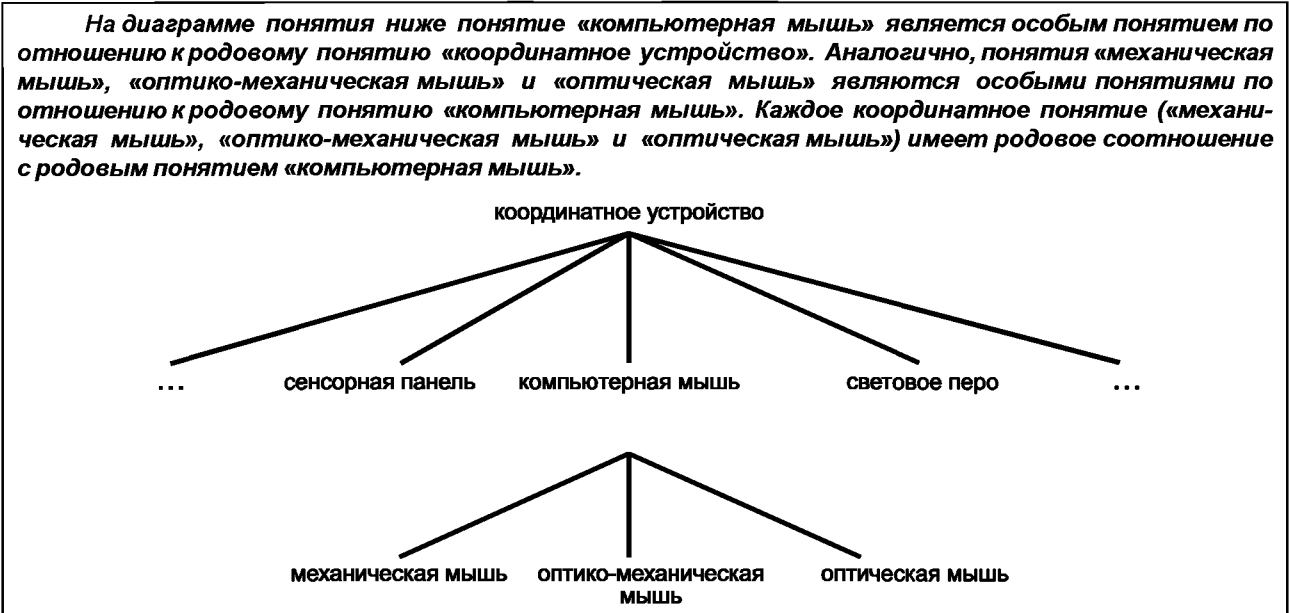 На диаграмме понятия ниже понятие «компьютерная мышь» является особым понятием по
отношению к родовому понятию «координатное устройство». Аналогично, понятия «механическая
мышь», «оптико-механическая мышь» и «оптическая мышь» являются особыми понятиями по
отношению к родовому понятию «компьютерная мышь». Каждое координатное понятие («механи-
ческая мышь», «оптико-механическая мышь» и «оптическая мышь») имеет родовое соотношение
с родовым понятием «компьютерная мышь».
координатное устройство
... сенсорная панель компьютерная мышь световое перо ...
механическая мышь оптико-механическая мышь оптическая мышь